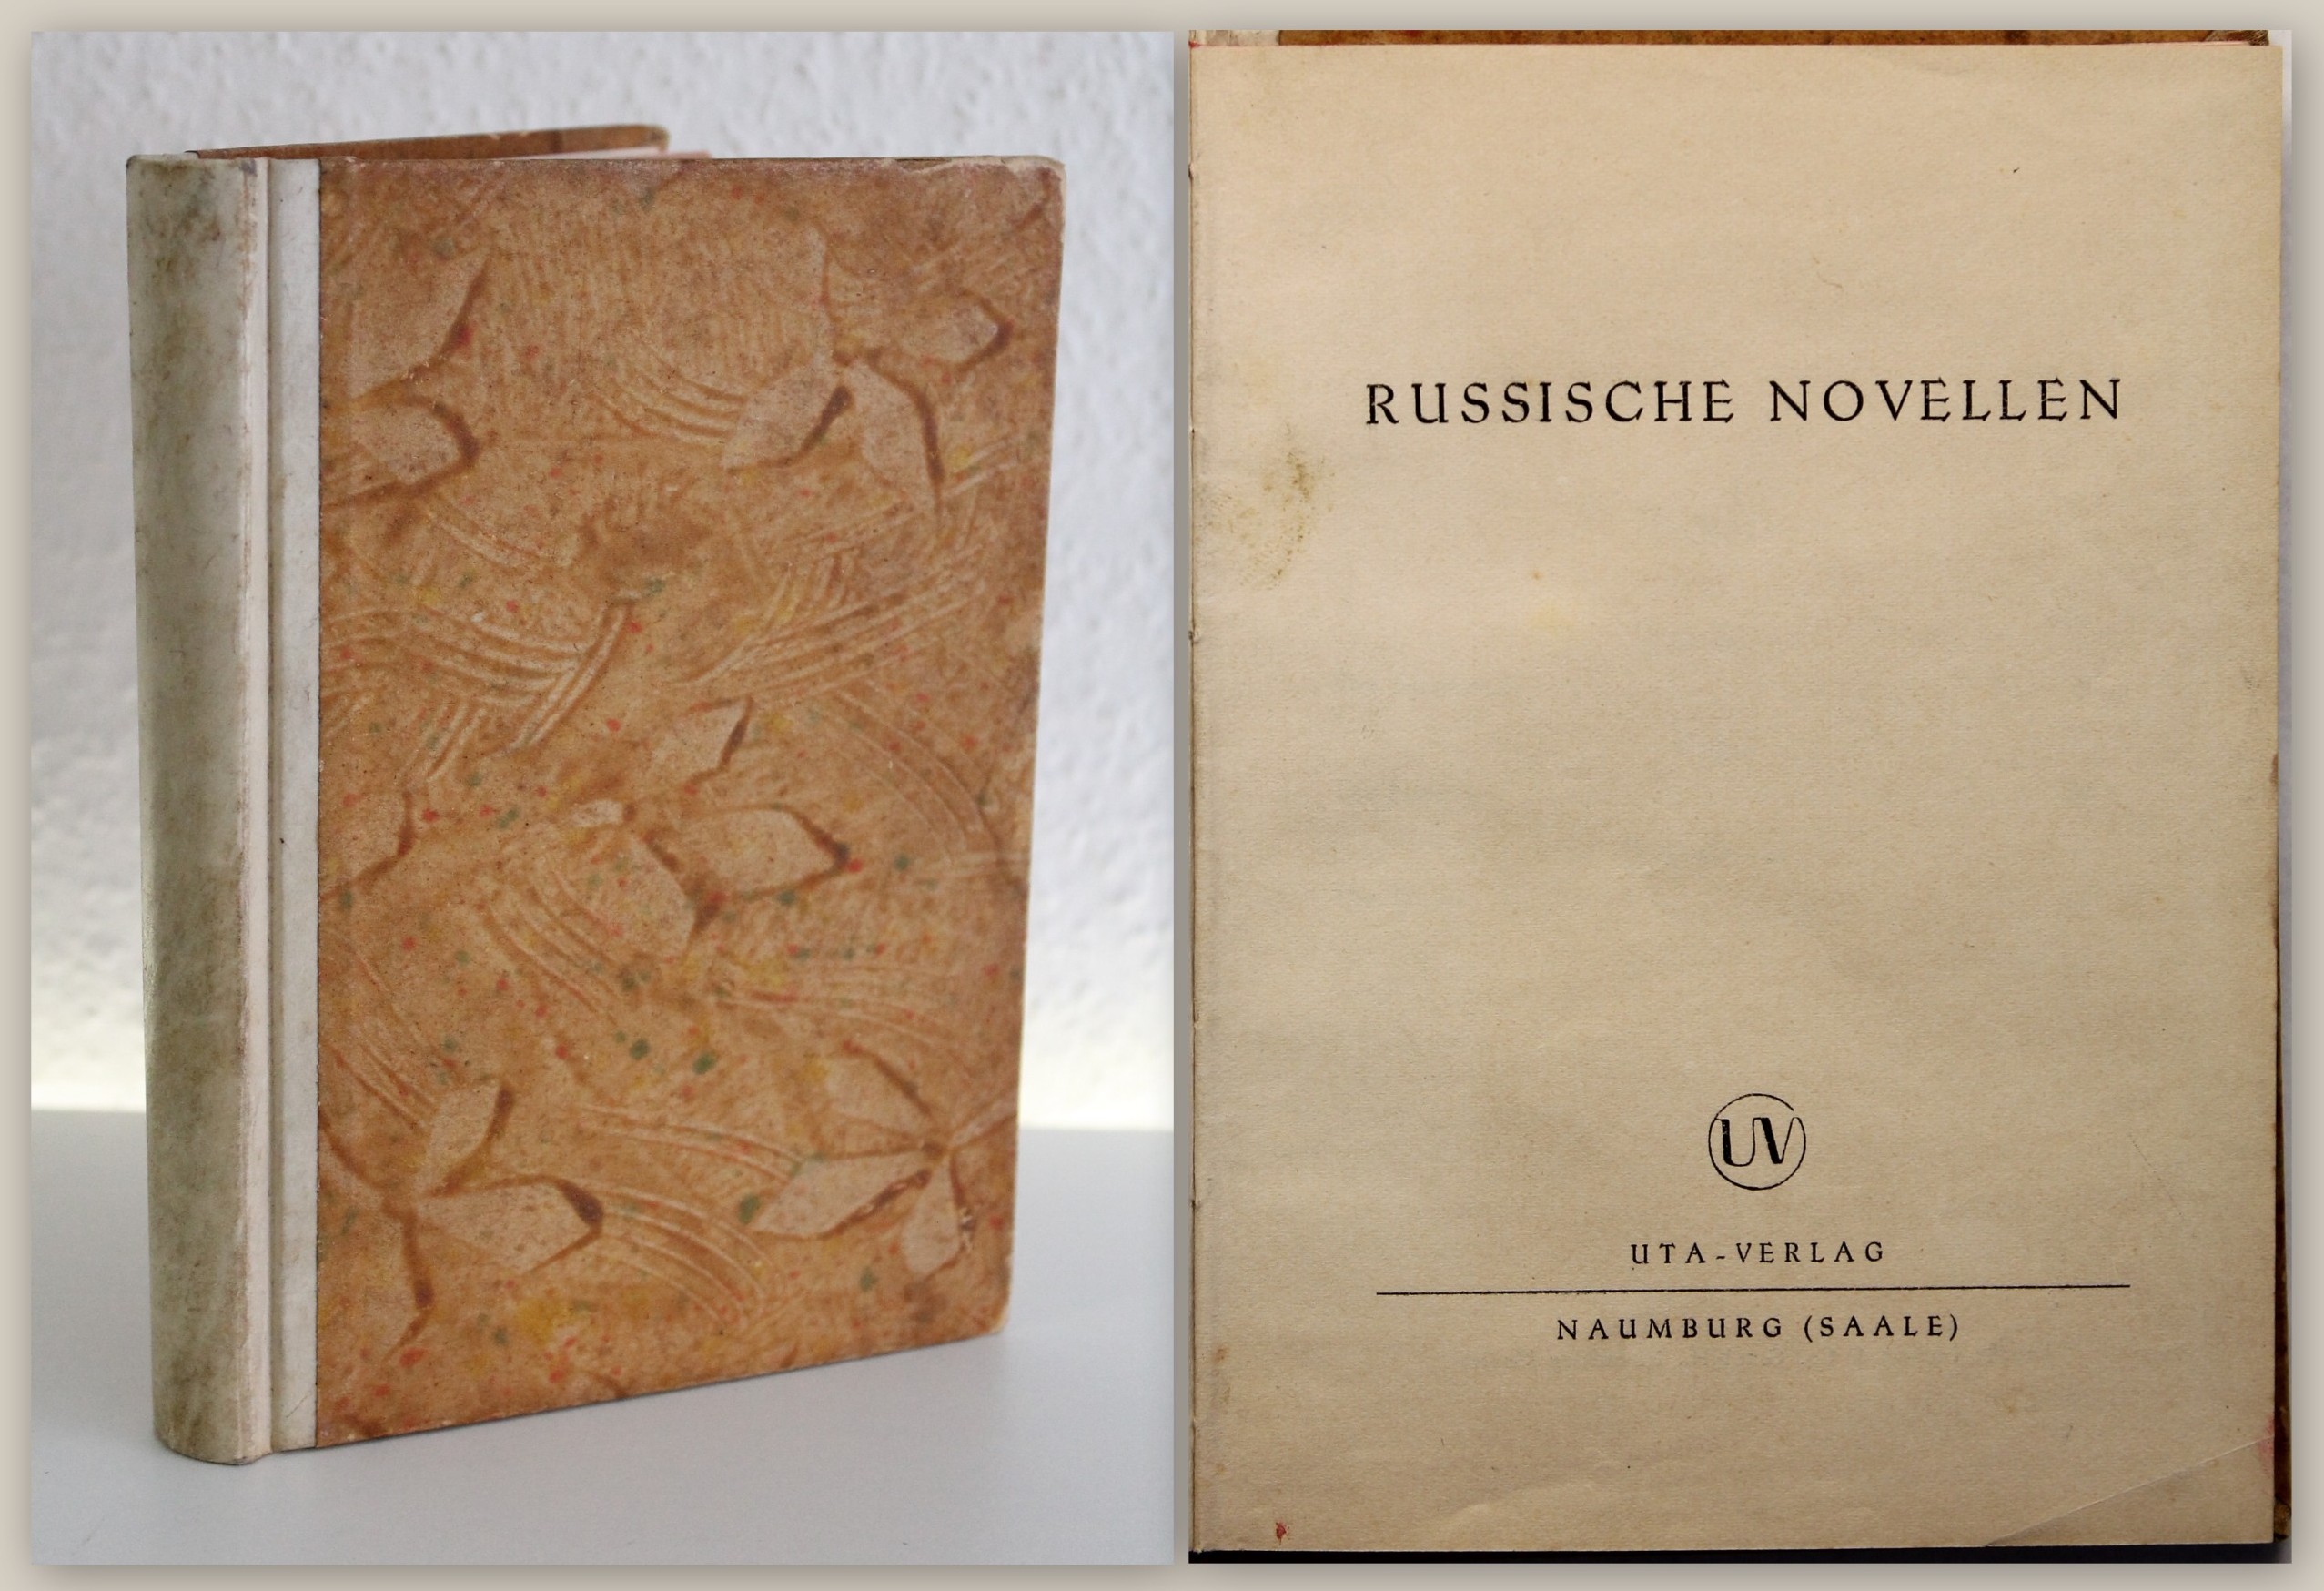 RUSSISCHE NOVELLEN
UV
UTA-VERLAG
NAUMBURG (SAALE)